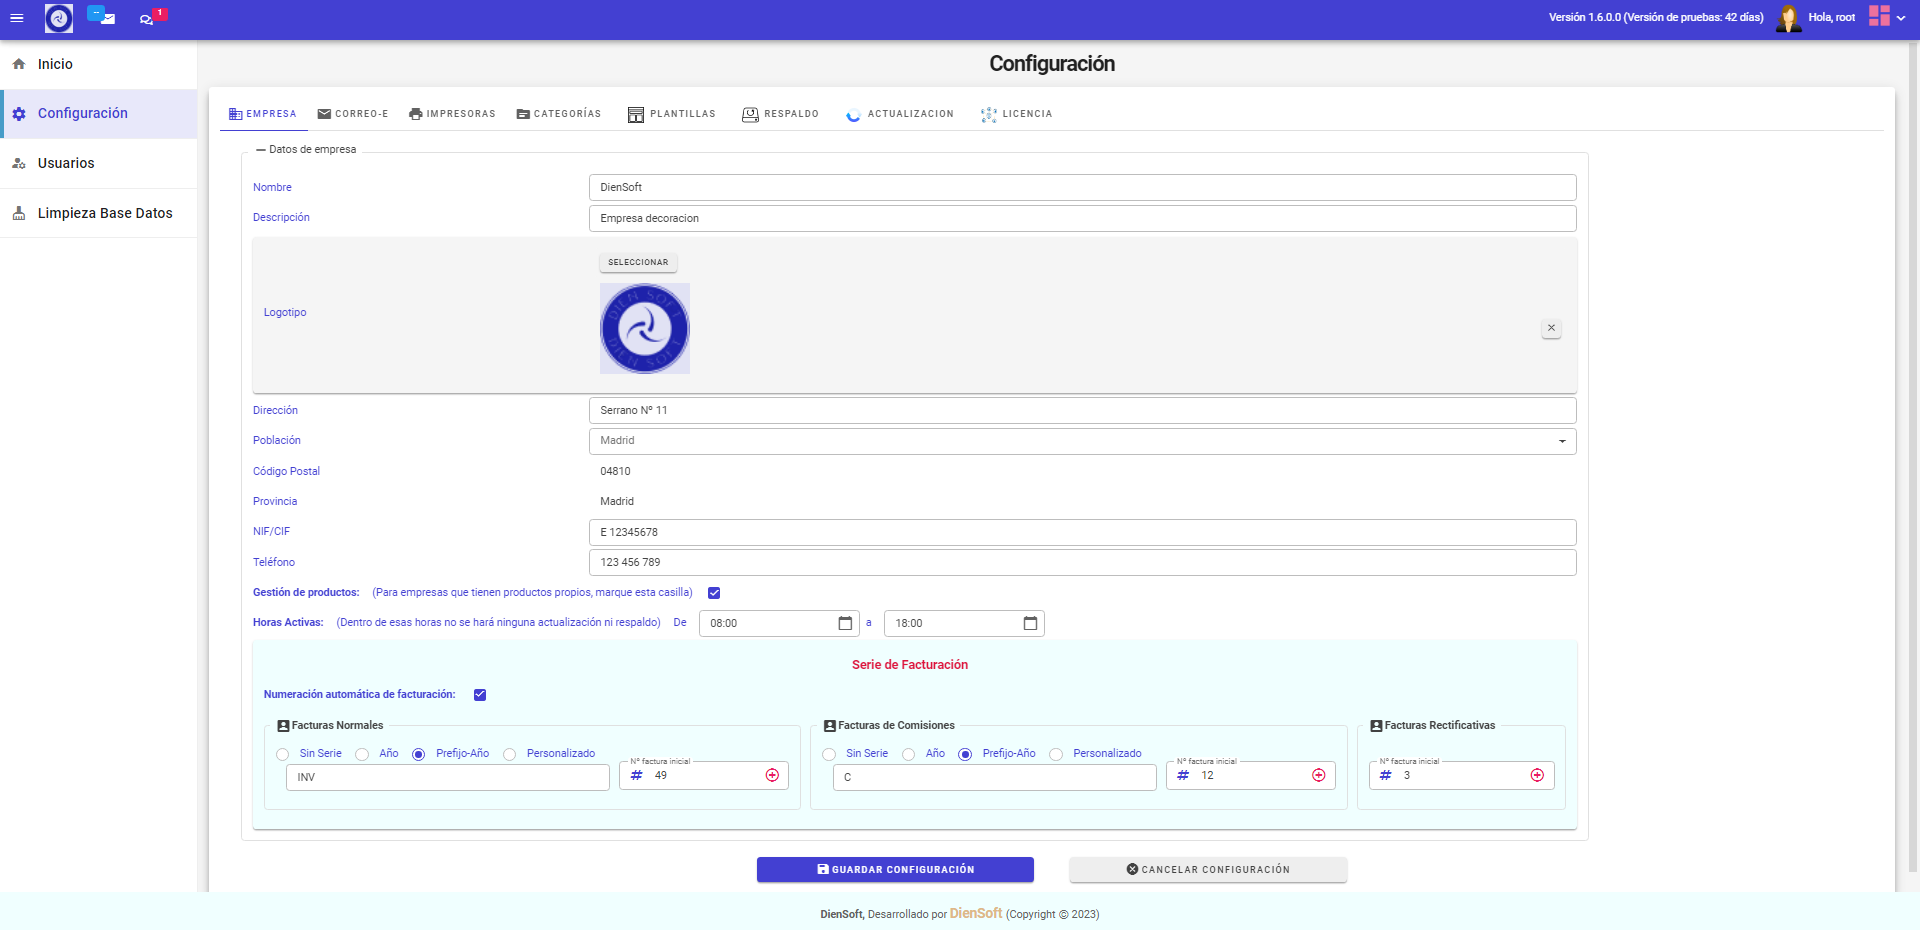 -- 1 Versión 1.6.0.0 (Versión de pruebas: 42 días) Hola, root
Inicio
Configuración
Usuarios
Limpieza Base Datos
Configuración
EMPRESA CORREO-E IMPRESORAS CATEGORÍAS PLANTILLAS RESPALDO ACTUALIZACION LICENCIA
Datos de empresa
Nombre DienSoft
Descripción Empresa decoracion
SELECCIONAR
Logotipo
DIEN SOFT
DIEN SOFT
Dirección Serrano Nº 11
Población Madrid
Código Postal 04810
Provincia Madrid
NIF/CIF E 12345678
Teléfono 123 456 789
Gestión de productos: (Para empresas que tienen productos propios, marque esta casilla)
Horas Activas: (Dentro de esas horas no se hará ninguna actualización ni respaldo) De 08:00 a 18:00
Serie de Facturación
Numeración automática de facturación:
Facturas Normales
Sin Serie Año Prefijo-Año Personalizado
INV
Nº factura inicial
# 49
Facturas de Comisiones
Sin Serie Año Prefijo-Año Personalizado
C
Nº factura inicial
# 12
Facturas Rectificativas
Nº factura inicial
# 3
GUARDAR CONFIGURACIÓN CANCELAR CONFIGURACIÓN
DienSoft, Desarrollado por DienSoft (Copyright © 2023)